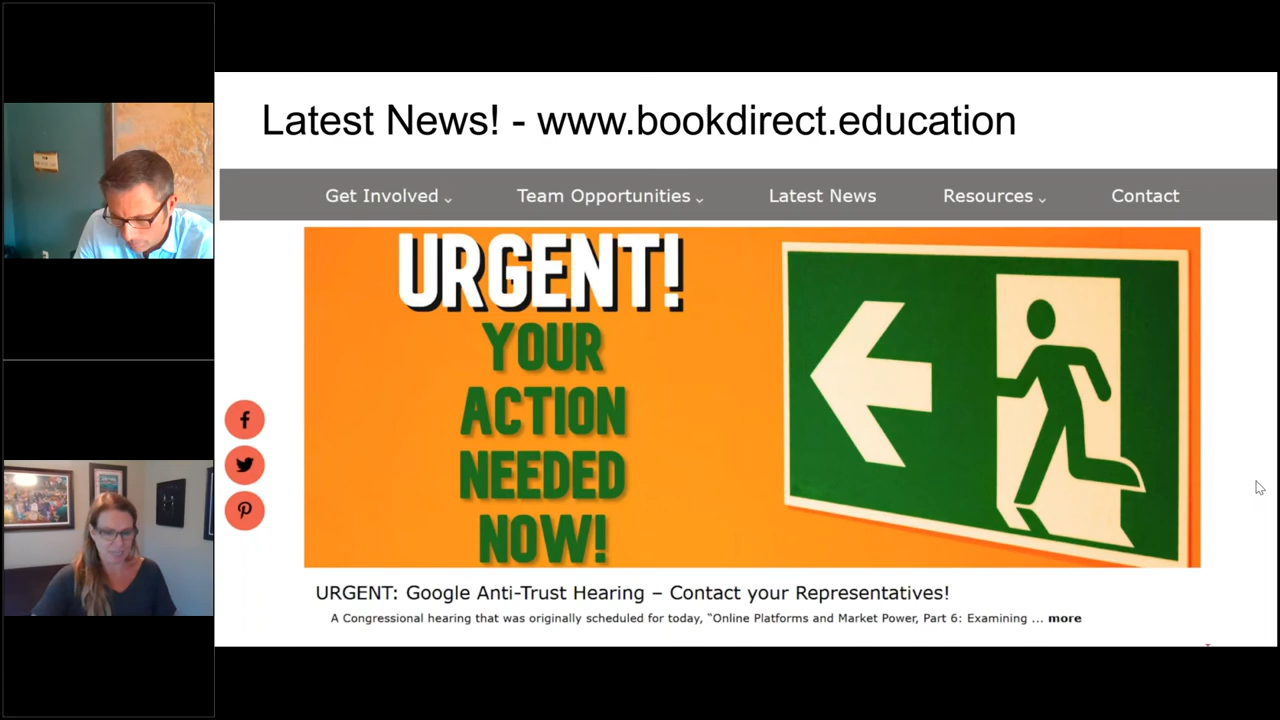 Latest News! - www.bookdirect.education
Get Involved Team Opportunities Latest News Resources Contact
URGENT!
YOUR
ACTION
NEEDED
NOW!
URGENT: Google Anti-Trust Hearing – Contact your Representatives!
A Congressional hearing that was originally scheduled for today, “Online Platforms and Market Power, Part 6: Examining ... more